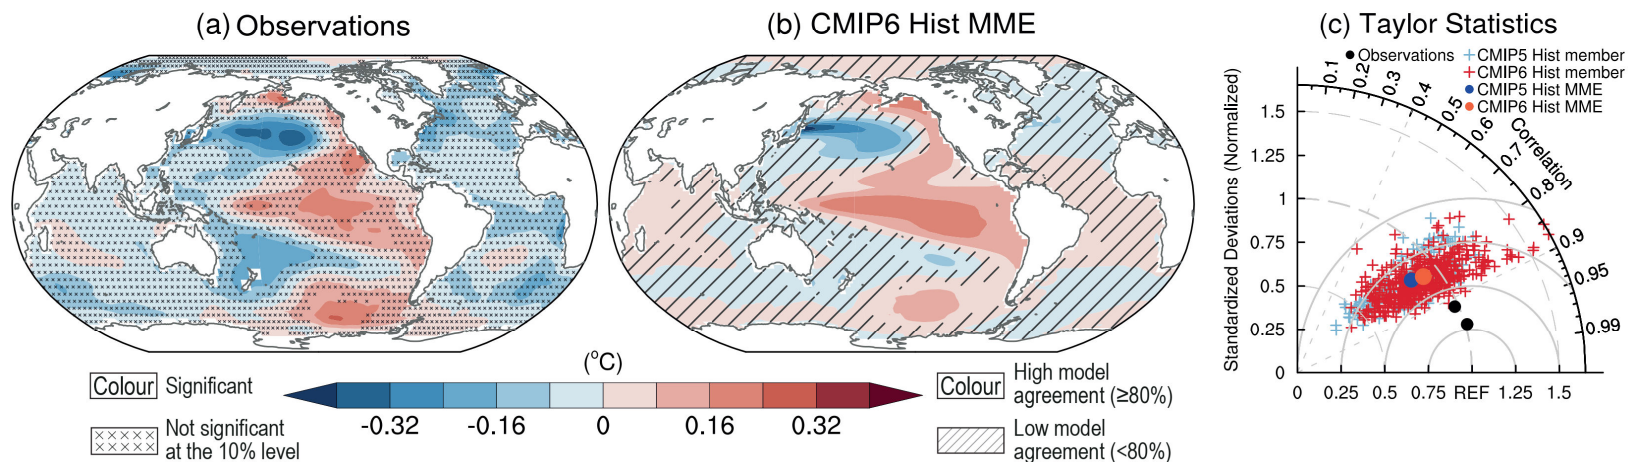 (a) Observations
(b) CMIP6 Hist MME
(c) Taylor Statistics
Observations
CMIP5 Hist member
CMIP6 Hist member
CMIP5 Hist MME
CMIP6 Hist MME
Standardized Deviations (Normalized)
1.5
1.25
1
0.75
0.5
0.25
0
0 0.25 0.5 0.75 REF 1.25 1.5
0.1
0.2
0.3
0.4
0.5
0.6
0.7
0.8
0.9
0.95
0.99
Correlation
(°C)
-0.32 -0.16 0 0.16 0.32
Colour Significant
Not significant
at the 10% level
Colour High model
agreement (≥80%)
Low model
agreement (<80%)